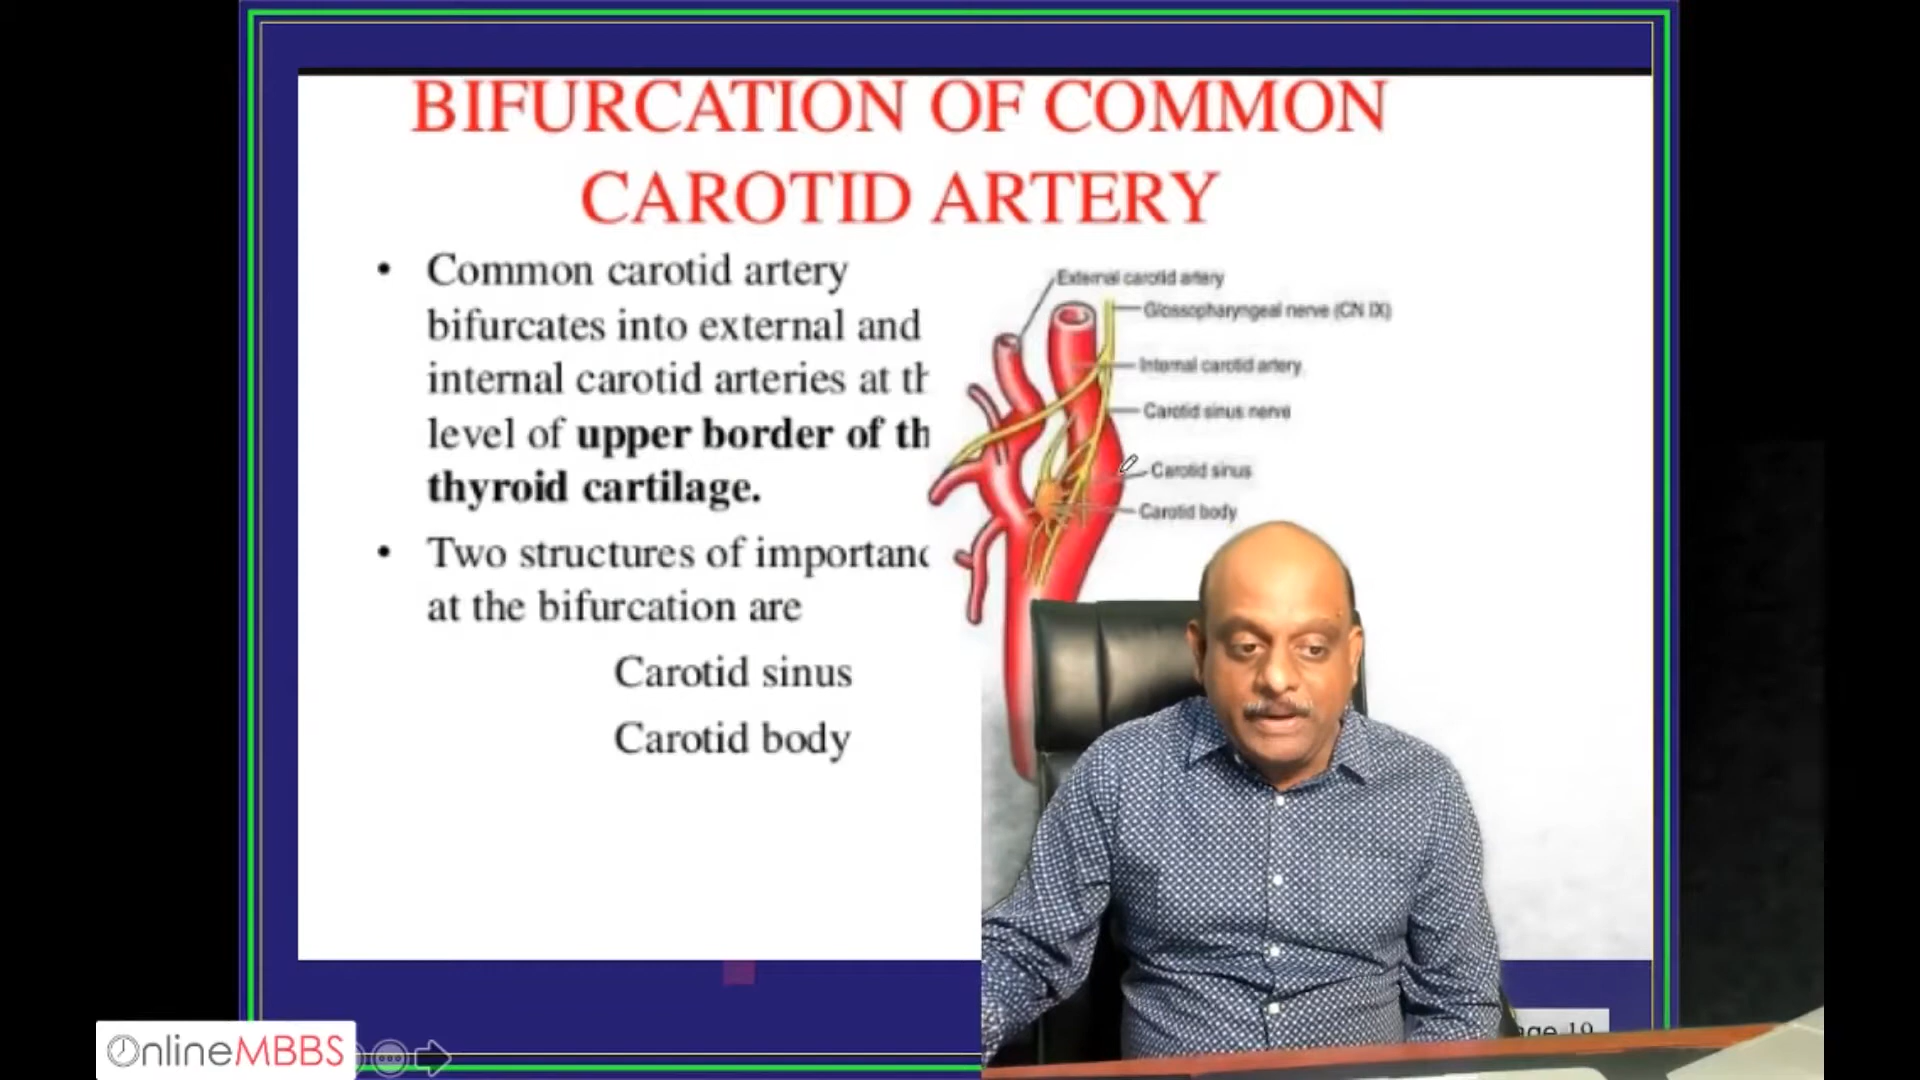 BIFURCATION OF COMMON
CAROTID ARTERY
• Common carotid artery
bifurcates into external and
internal carotid arteries at th
level of upper border of th
thyroid cartilage.
• Two structures of importanc
at the bifurcation are
Carotid sinus
Carotid body
External carotid artery
Glossopharyngeal nerve (CN IX)
Internal carotid artery
Carotid sinus nerve
Carotid sinus
Carotid body
OnlineMBBS
age 19